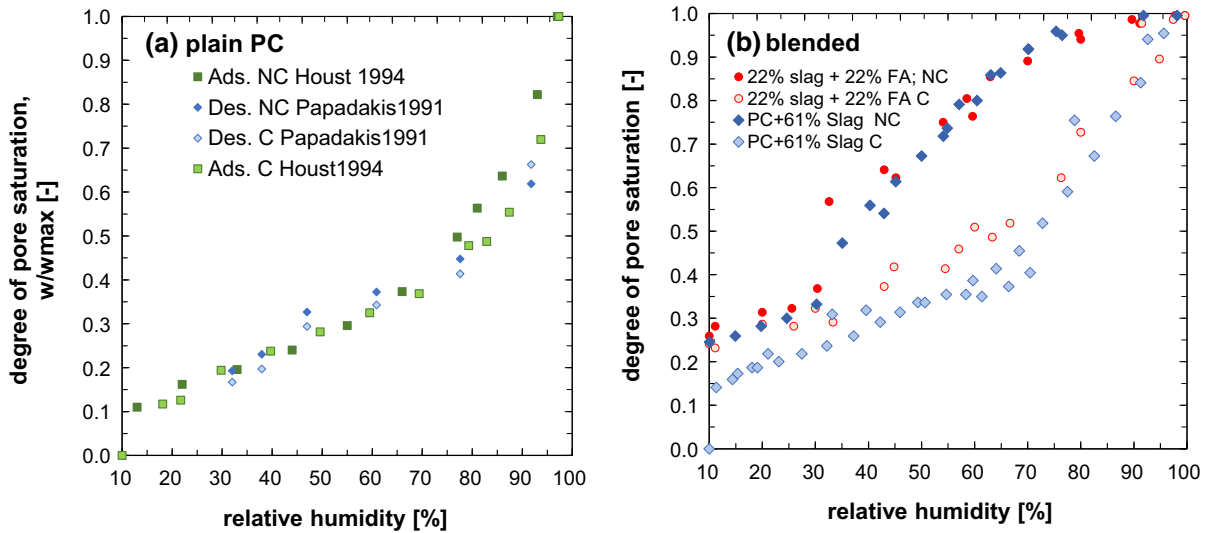 (a) plain PC
Ads. NC Houst 1994
Des. NC Papadakis1991
Des. C Papadakis1991
Ads. C Houst1994
degree of pore saturation,
w/wmax [-]
1.0
0.9
0.8
0.7
0.6
0.5
0.4
0.3
0.2
0.1
0.0
10 20 30 40 50 60 70 80 90 100
relative humidity [%]
(b) blended
22% slag + 22% FA; NC
22% slag + 22% FA C
PC+61% Slag NC
PC+61% Slag C
degree of pore saturation [-]
1.0
0.9
0.8
0.7
0.6
0.5
0.4
0.3
0.2
0.1
0.0
10 20 30 40 50 60 70 80 90 100
relative humidity [%]